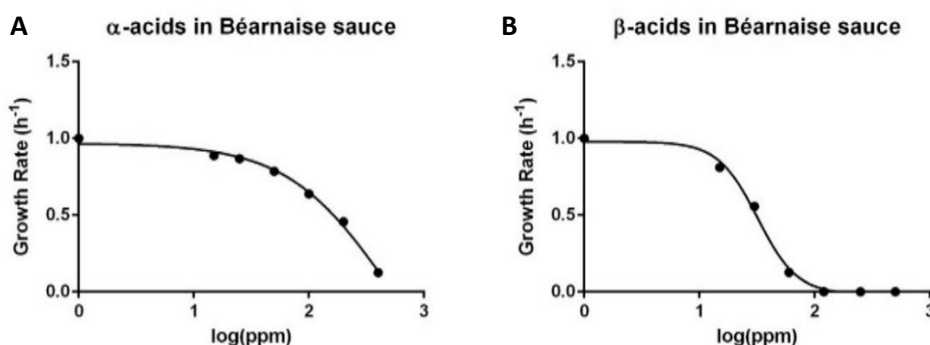 A
α-acids in Béarnaise sauce
Growth Rate (h⁻¹)
1.5
1.0
0.5
0.0
0 1 2 3
log(ppm)
B
β-acids in Béarnaise sauce
Growth Rate (h⁻¹)
1.5
1.0
0.5
0.0
0 1 2 3
log(ppm)